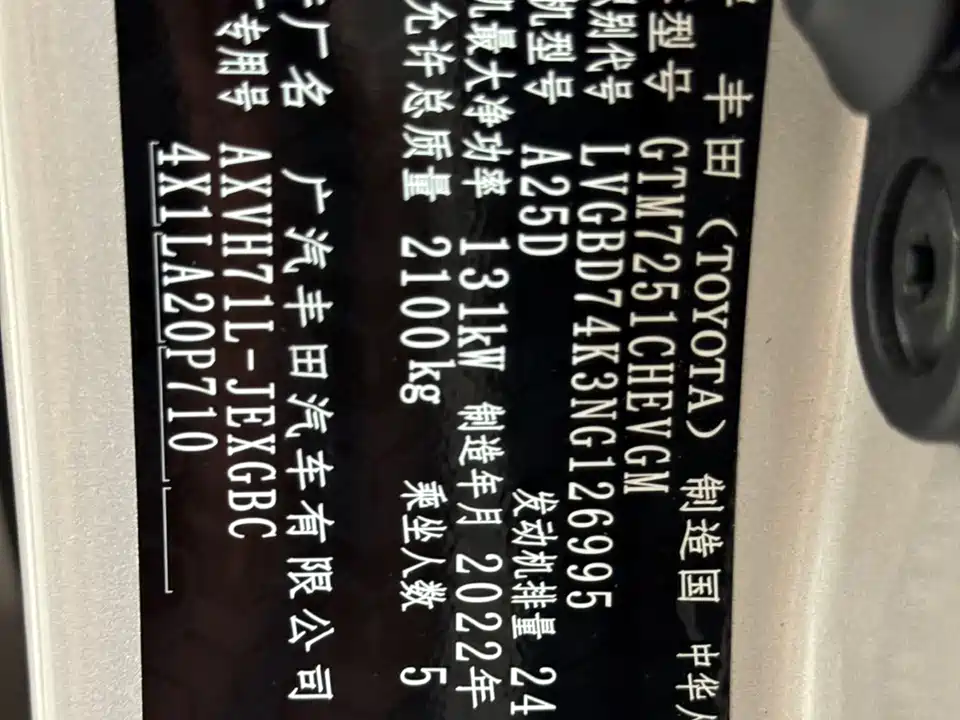 丰田(TOYOTA) 制造国 中华人
型号 GTM7251CHEVGM
识别代号 LVGBD74K3NG126995
机型号 A25D 发动机排量 24
机最大净功率 131kW 制造年月 2022年
允许总质量 2100kg 乘坐人数 5
厂名 广汽丰田汽车有限公司
专用号 AXVH71L-JEXGBC
4X1LA20P710